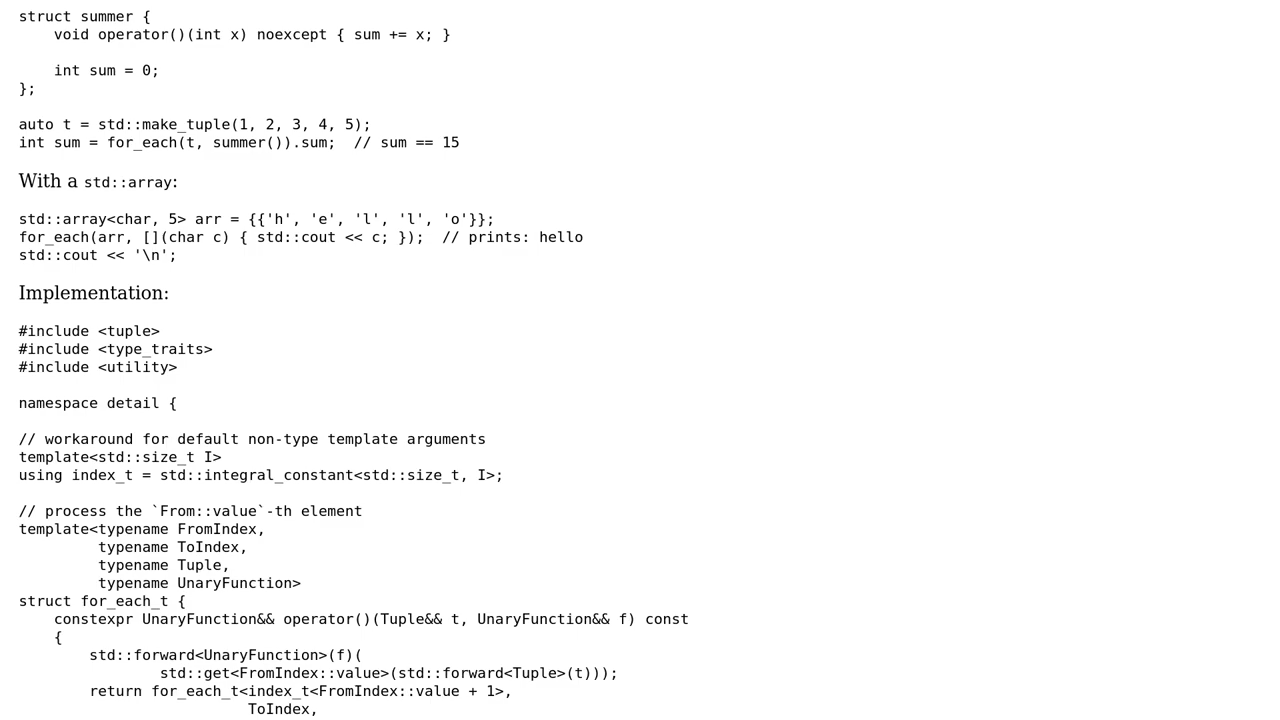 struct summer {
    void operator()(int x) noexcept { sum += x; }

    int sum = 0;
};

auto t = std::make_tuple(1, 2, 3, 4, 5);
int sum = for_each(t, summer()).sum;  // sum == 15

With a std::array:

std::array<char, 5> arr = {{'h', 'e', 'l', 'l', 'o'}};
for_each(arr, [](char c) { std::cout << c; });  // prints: hello
std::cout << '\n';

Implementation:

#include <tuple>
#include <type_traits>
#include <utility>

namespace detail {

// workaround for default non-type template arguments
template<std::size_t I>
using index_t = std::integral_constant<std::size_t, I>;

// process the `From::value`-th element
template<typename FromIndex,
         typename ToIndex,
         typename Tuple,
         typename UnaryFunction>
struct for_each_t {
    constexpr UnaryFunction&& operator()(Tuple&& t, UnaryFunction&& f) const
    {
        std::forward<UnaryFunction>(f)(
                std::get<FromIndex::value>(std::forward<Tuple>(t)));
        return for_each_t<index_t<FromIndex::value + 1>,
                          ToIndex,